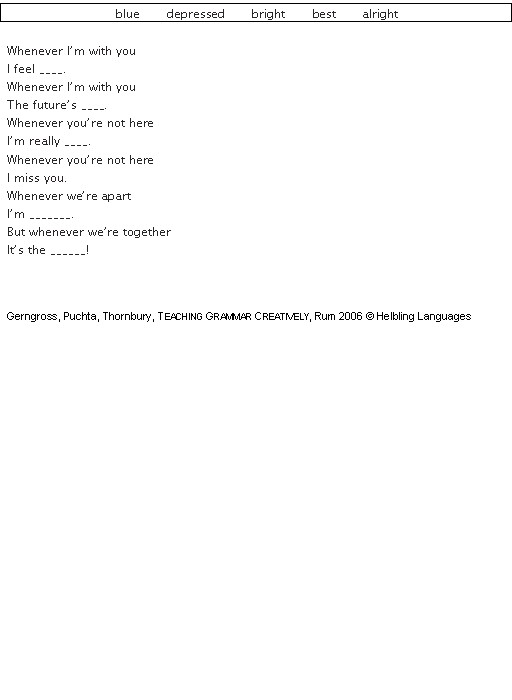 blue depressed bright best alright
Whenever I'm with you
I feel ____.
Whenever I'm with you
The future's ____.
Whenever you're not here
I'm really ____.
Whenever you're not here
I miss you.
Whenever we're apart
I'm _______.
But whenever we're together
It's the ______!
Gerngross, Puchta, Thornbury, TEACHING GRAMMAR CREATIVELY, Rum 2006 © Helbling Languages